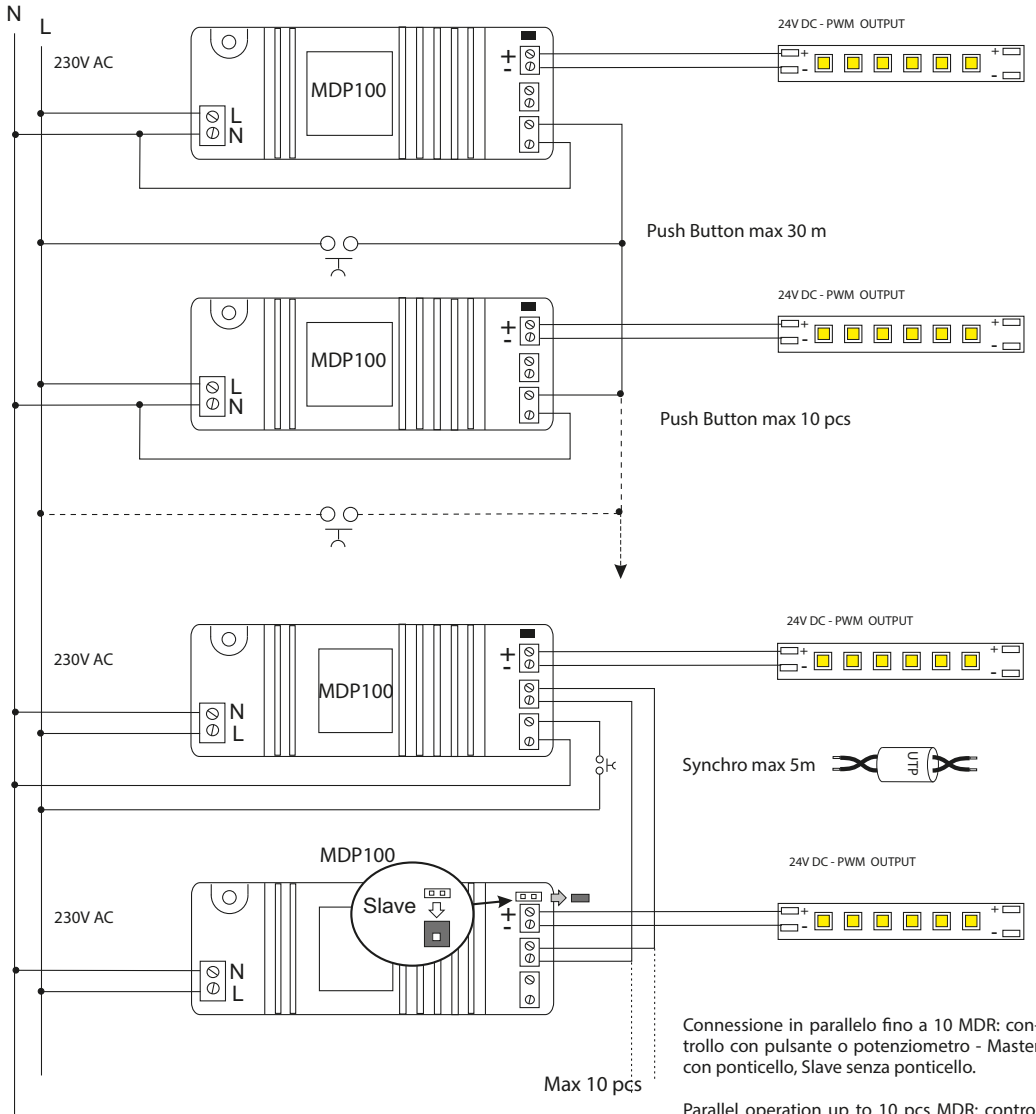 N
L
230V AC
L
N
MDP100
+
-
24V DC - PWM OUTPUT
+
-
+
-
Push Button max 30 m
L
N
MDP100
+
-
24V DC - PWM OUTPUT
+
-
+
-
Push Button max 10 pcs
230V AC
N
L
MDP100
+
-
24V DC - PWM OUTPUT
+
-
+
-
Synchro max 5m
UTP
MDP100
Slave
230V AC
N
L
+
-
24V DC - PWM OUTPUT
+
-
+
-
Max 10 pcs
Connessione in parallelo fino a 10 MDR: con-
trollo con pulsante o potenziometro - Master
con ponticello, Slave senza ponticello.
Parallel operation up to 10 pcs MDR: control